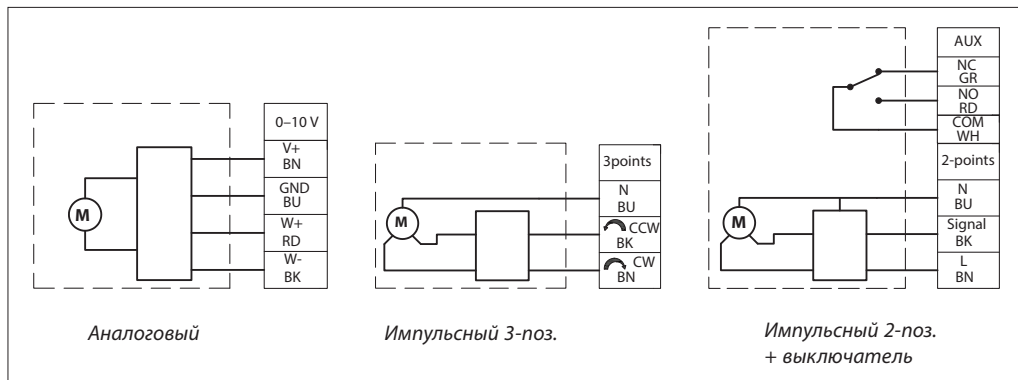 0–10 V
V+
BN
GND
BU
W+
RD
W-
BK
M
Аналоговый
3points
N
BU
CCW
BK
CW
BN
M
Импульсный 3-поз.
AUX
NC
GR
NO
RD
COM
WH
2-points
N
BU
Signal
BK
L
BN
M
Импульсный 2-поз.
+ выключатель